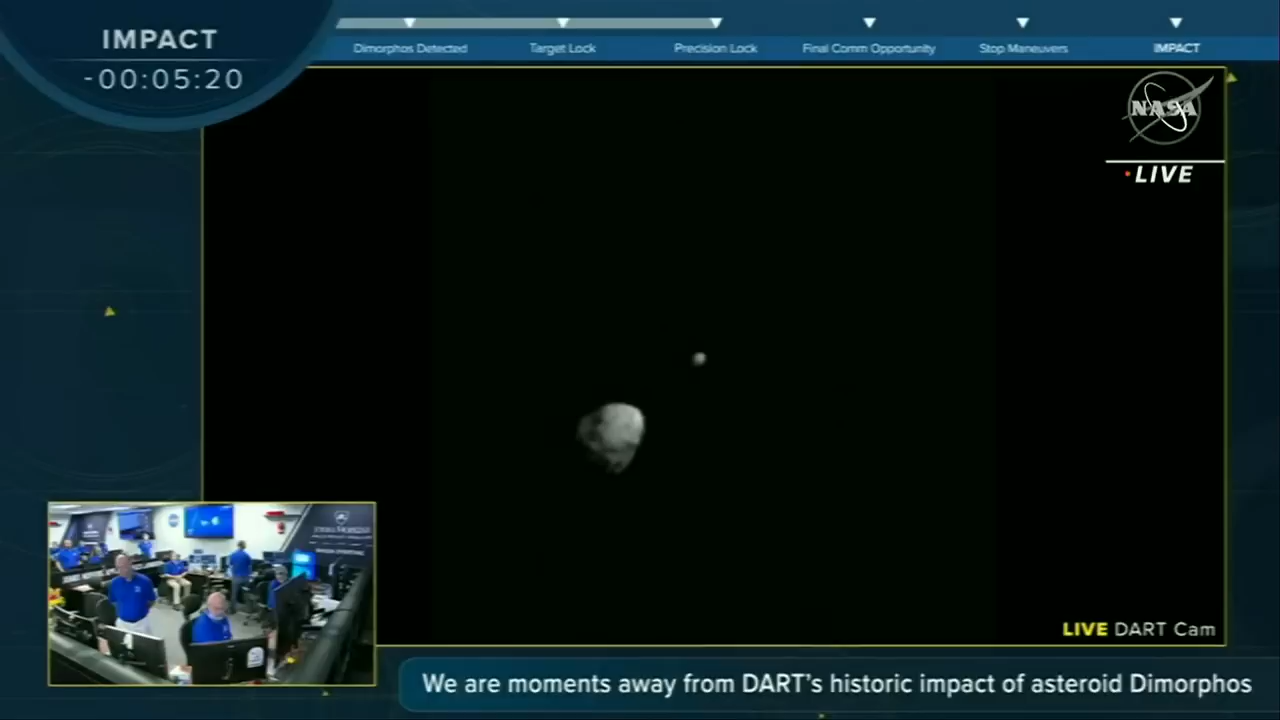 IMPACT
-00:05:20
Dimorphos Detected
Target Lock
Precision Lock
Final Comm Opportunity
Stop Maneuvers
IMPACT
NASA
LIVE
LIVE DART Cam
We are moments away from DART's historic impact of asteroid Dimorphos